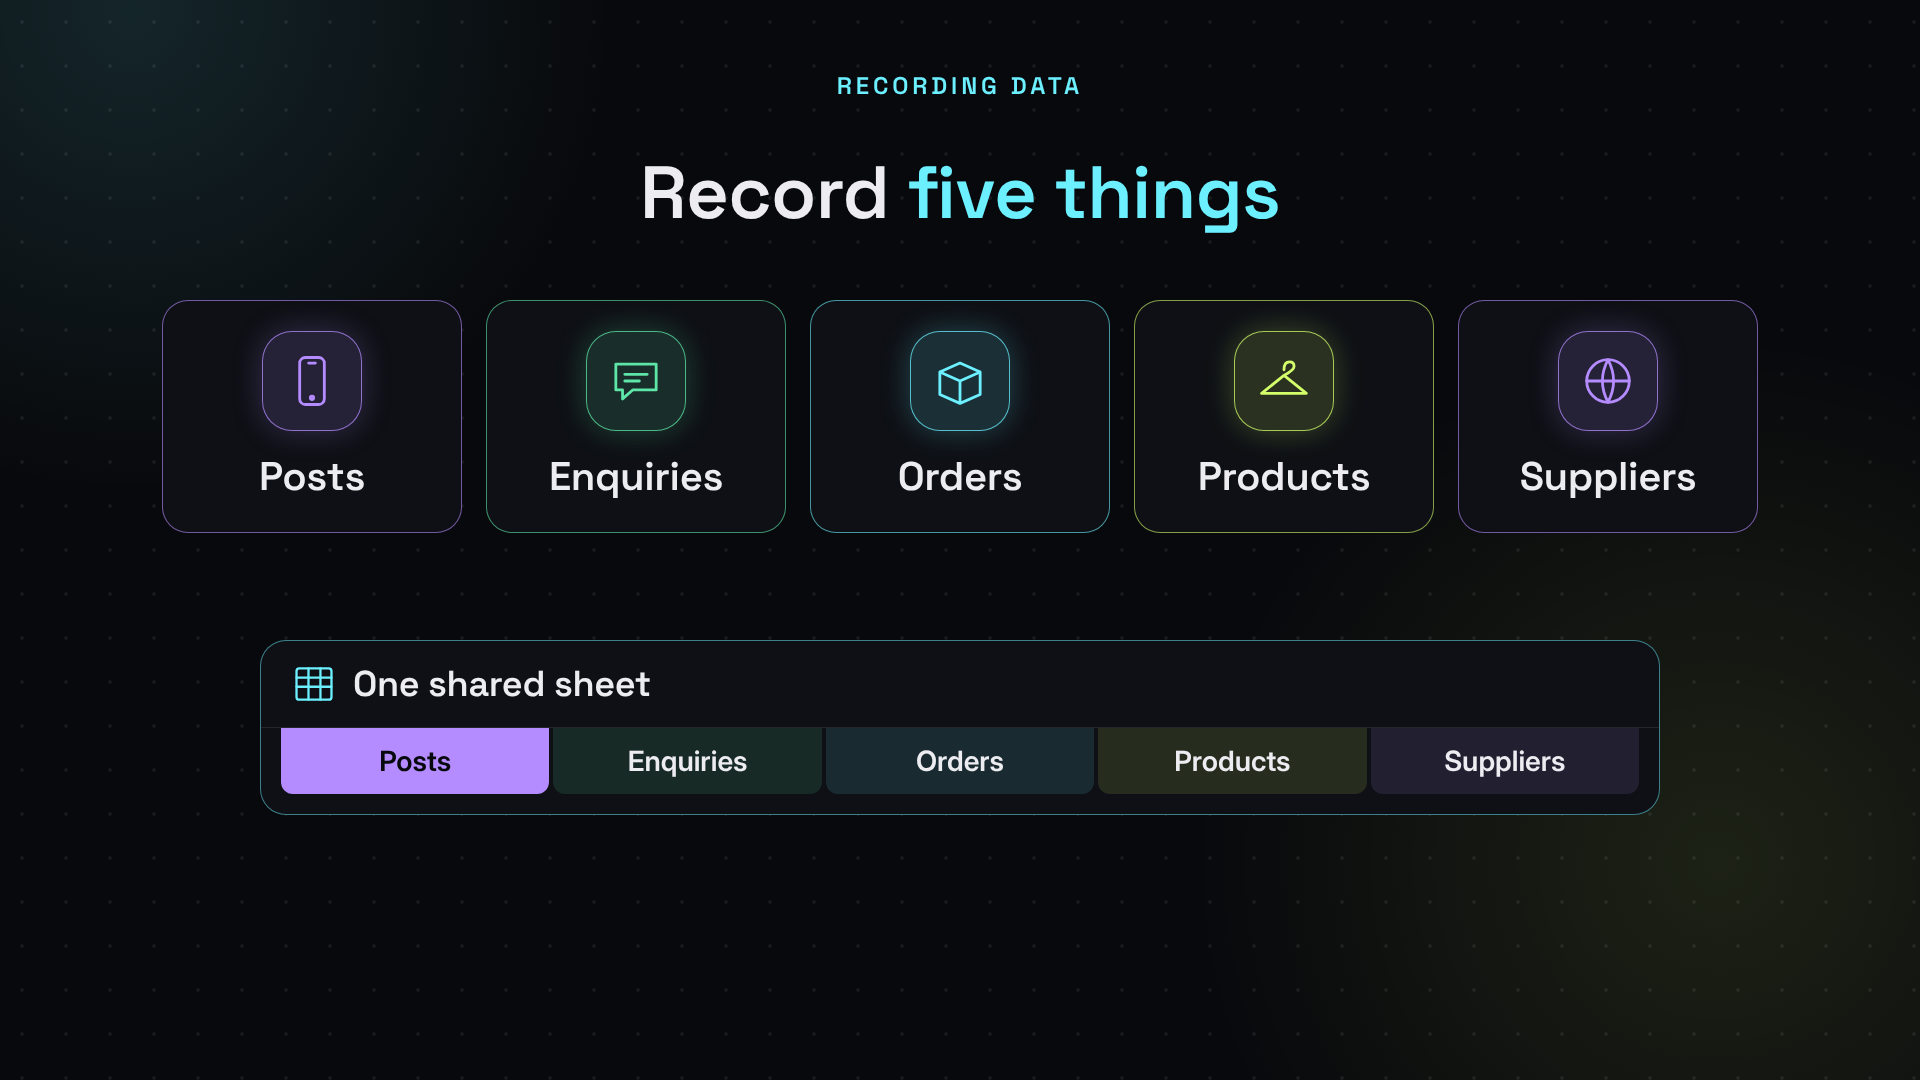 RECORDING DATA
Record five things
Posts
Enquiries
Orders
Products
Suppliers
One shared sheet
Posts
Enquiries
Orders
Products
Suppliers